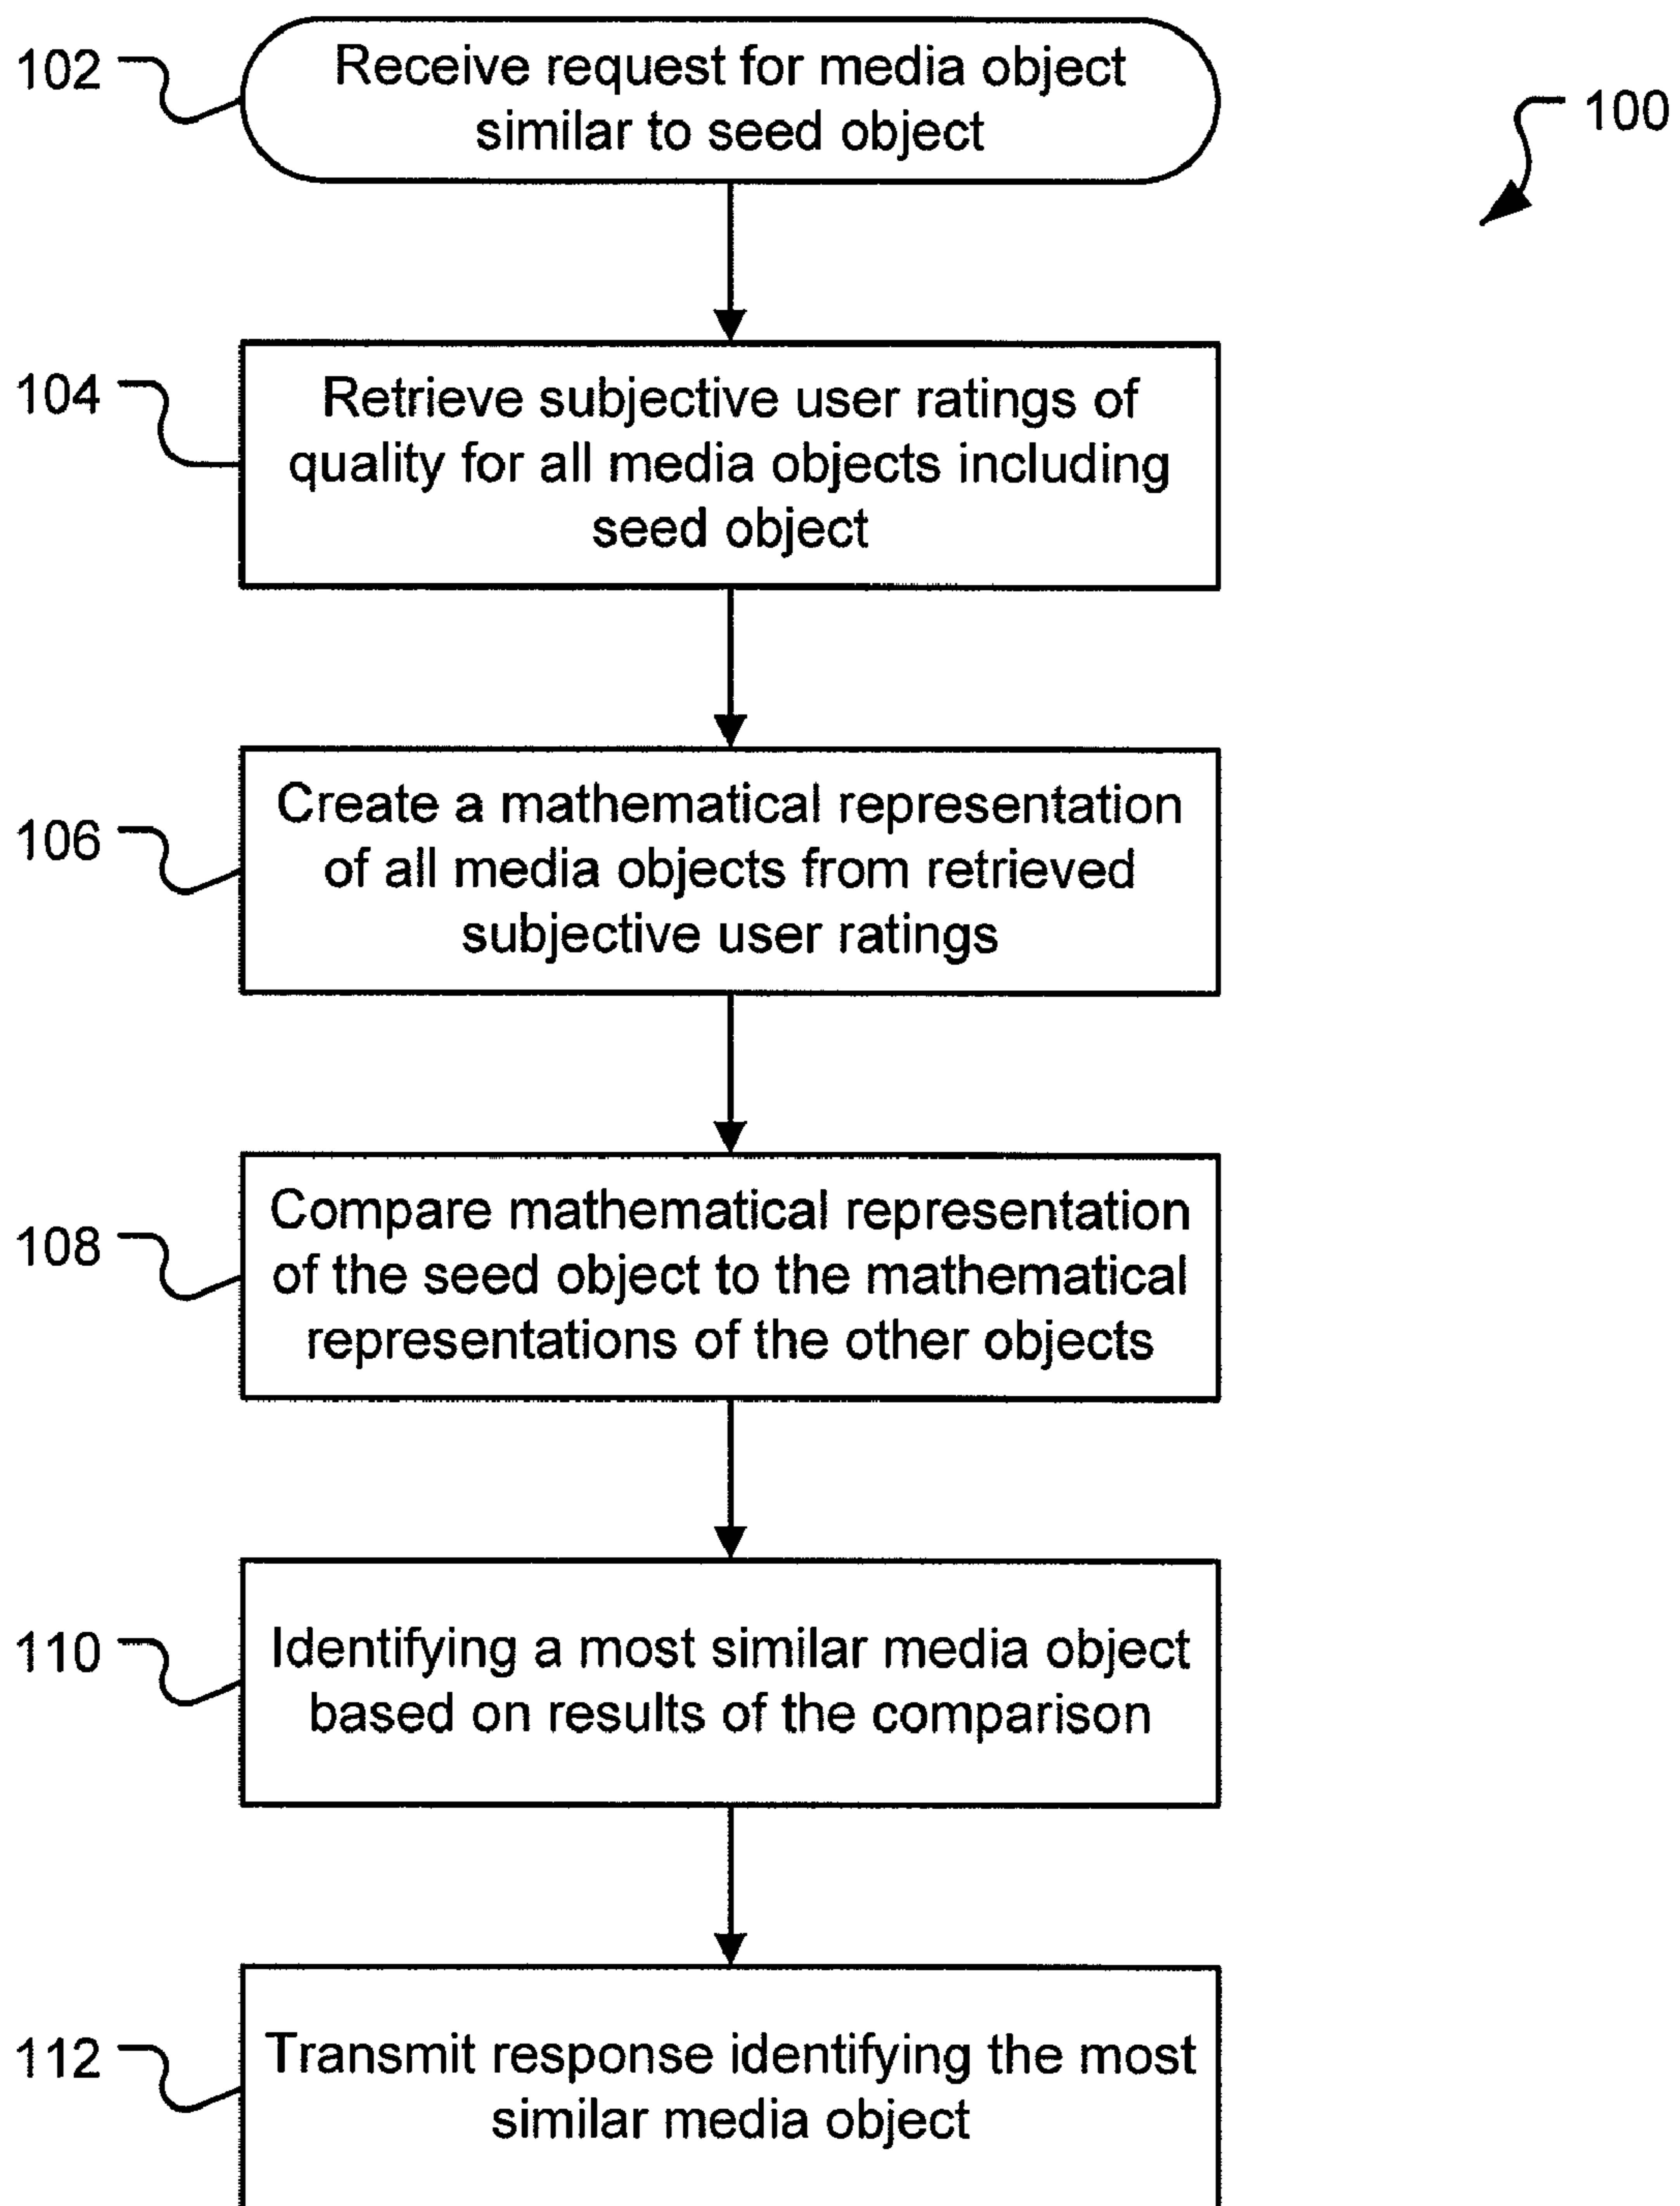 102
Receive request for media object
similar to seed object
100
104
Retrieve subjective user ratings of
quality for all media objects including
seed object
106
Create a mathematical representation
of all media objects from retrieved
subjective user ratings
108
Compare mathematical representation
of the seed object to the mathematical
representations of the other objects
110
Identifying a most similar media object
based on results of the comparison
112
Transmit response identifying the most
similar media object